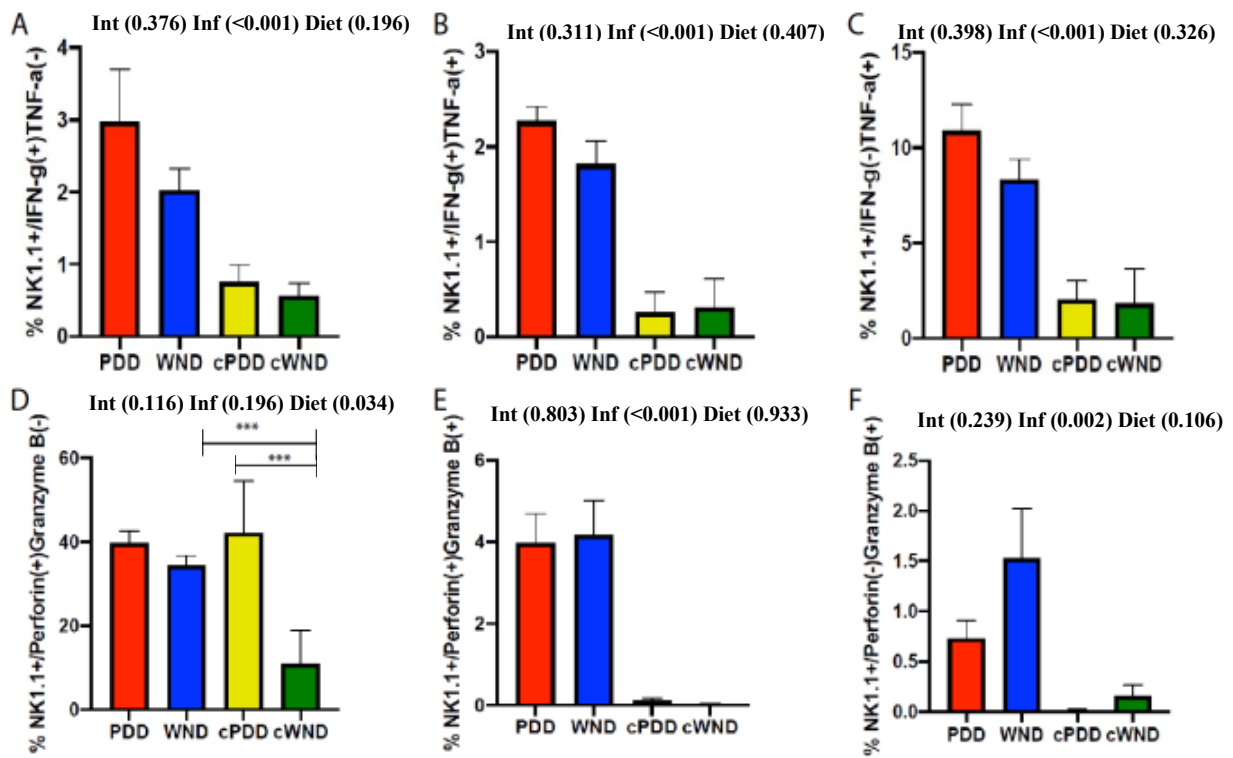 A Int (0.376) Inf (<0.001) Diet (0.196)
% NK1.1+/IFN-g(+)TNF-a(-)
4
3
2
1
0
PDD WND cPDD cWND
B Int (0.311) Inf (<0.001) Diet (0.407)
% NK1.1+/IFN-g(+)TNF-a(+)
3
2
1
0
PDD WND cPDD cWND
C Int (0.398) Inf (<0.001) Diet (0.326)
% NK1.1+/IFN-g(-)TNF-a(+)
15
10
5
0
PDD WND cPDD cWND
D Int (0.116) Inf (0.196) Diet (0.034)
***
***
% NK1.1+/Perforin(+)Granzyme B(-)
60
40
20
0
PDD WND cPDD cWND
E Int (0.803) Inf (<0.001) Diet (0.933)
% NK1.1+/Perforin(+)Granzyme B(+)
6
4
2
0
PDD WND cPDD cWND
F Int (0.239) Inf (0.002) Diet (0.106)
% NK1.1+/Perforin(-)Granzyme B(+)
2.5
2.0
1.5
1.0
0.5
0.0
PDD WND cPDD cWND